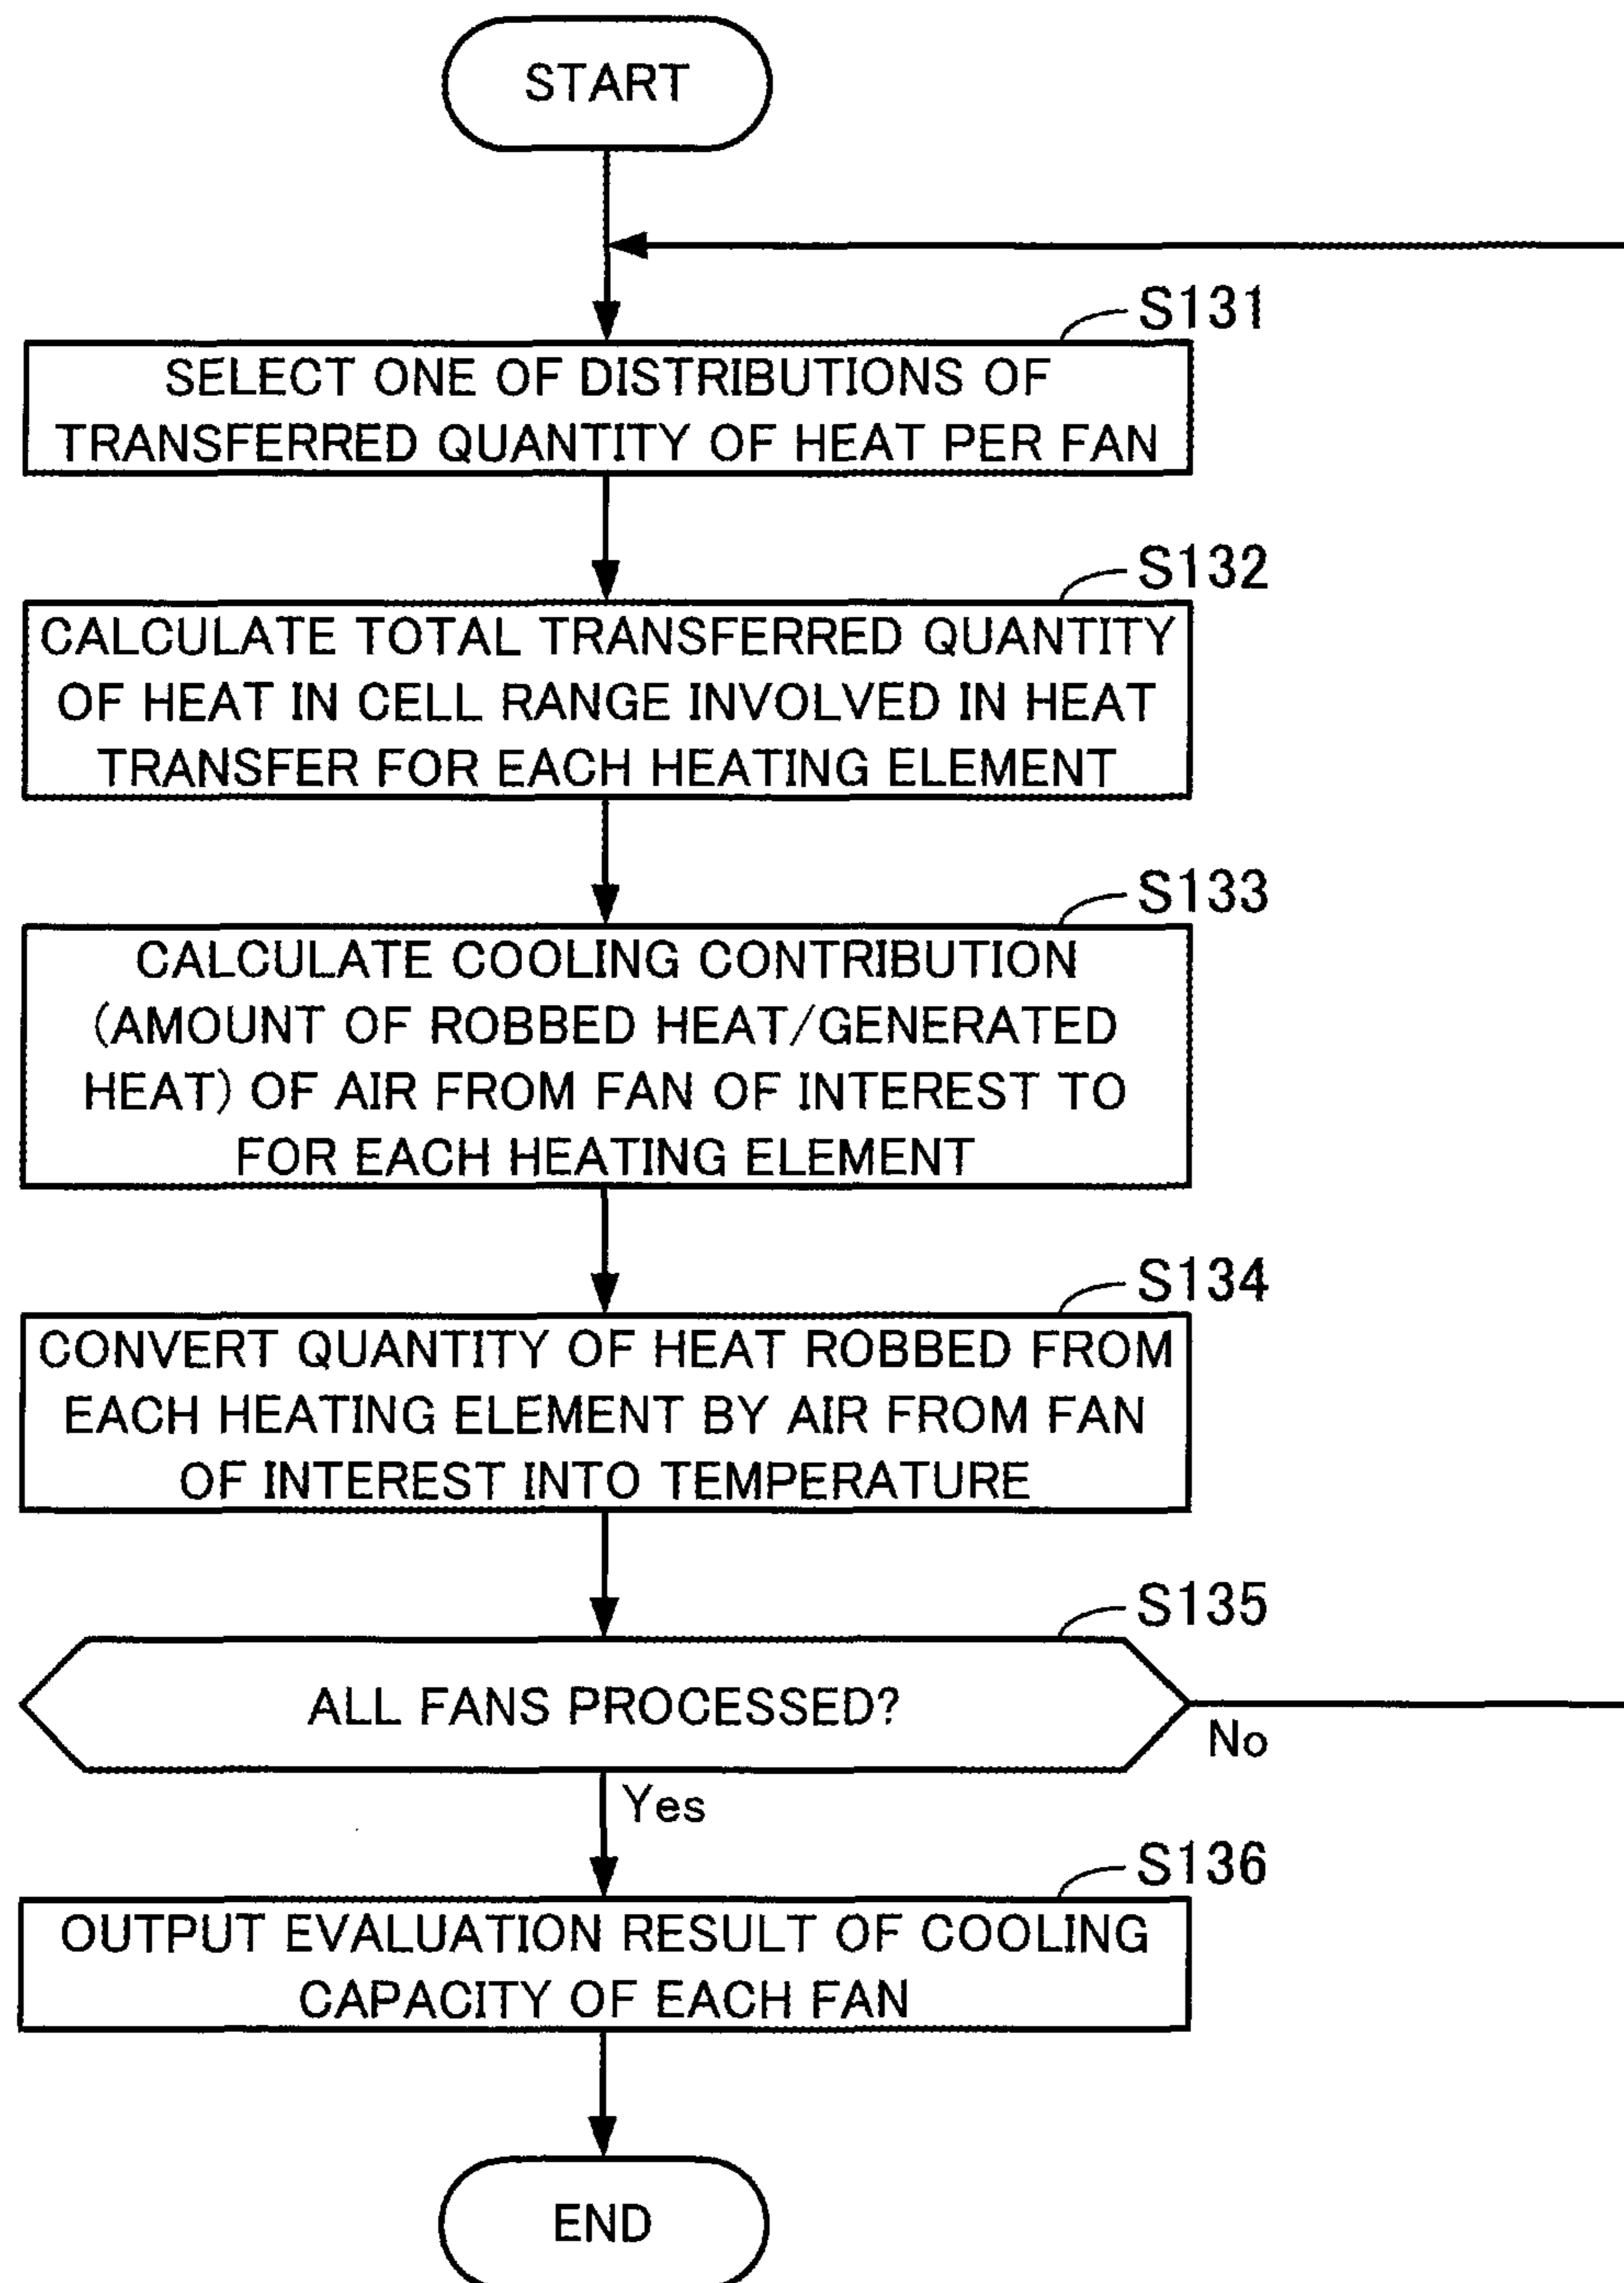 START
S131
SELECT ONE OF DISTRIBUTIONS OF
TRANSFERRED QUANTITY OF HEAT PER FAN
S132
CALCULATE TOTAL TRANSFERRED QUANTITY
OF HEAT IN CELL RANGE INVOLVED IN HEAT
TRANSFER FOR EACH HEATING ELEMENT
S133
CALCULATE COOLING CONTRIBUTION
(AMOUNT OF ROBBED HEAT/GENERATED
HEAT) OF AIR FROM FAN OF INTEREST TO
FOR EACH HEATING ELEMENT
S134
CONVERT QUANTITY OF HEAT ROBBED FROM
EACH HEATING ELEMENT BY AIR FROM FAN
OF INTEREST INTO TEMPERATURE
S135
ALL FANS PROCESSED?
No
Yes
S136
OUTPUT EVALUATION RESULT OF COOLING
CAPACITY OF EACH FAN
END